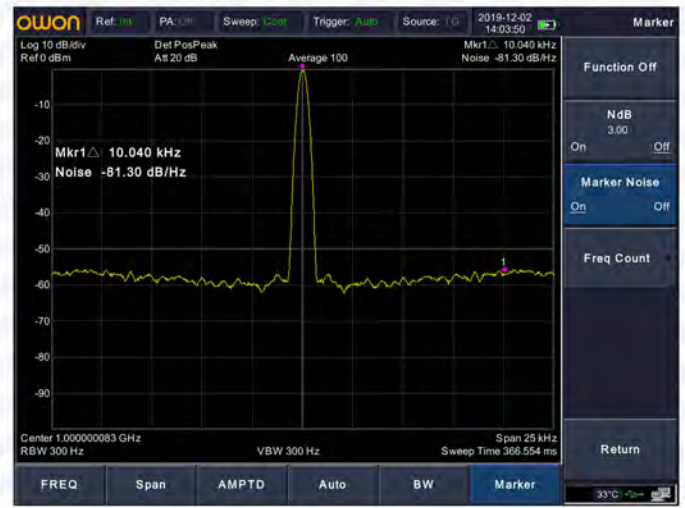 OWON Ref: Int PA: Off Sweep: Cont Trigger: Auto Source: TG 2019-12-02 14:03:50 Marker
Log 10 dB/div Det PosPeak Mkr1△ 10.040 kHz
Ref 0 dBm Att 20 dB Average 100 Noise -81.30 dB/Hz
Function Off
-10
NdB
3.00
On Off
-20
Mkr1△ 10.040 kHz
Noise -81.30 dB/Hz
-30
Marker Noise
On Off
-40
-50
1
Freq Count
-60
-70
-80
-90
Center 1.000000083 GHz Span 25 kHz
RBW 300 Hz VBW 300 Hz Sweep Time 366.554 ms
Return
FREQ Span AMPTD Auto BW Marker
33°C